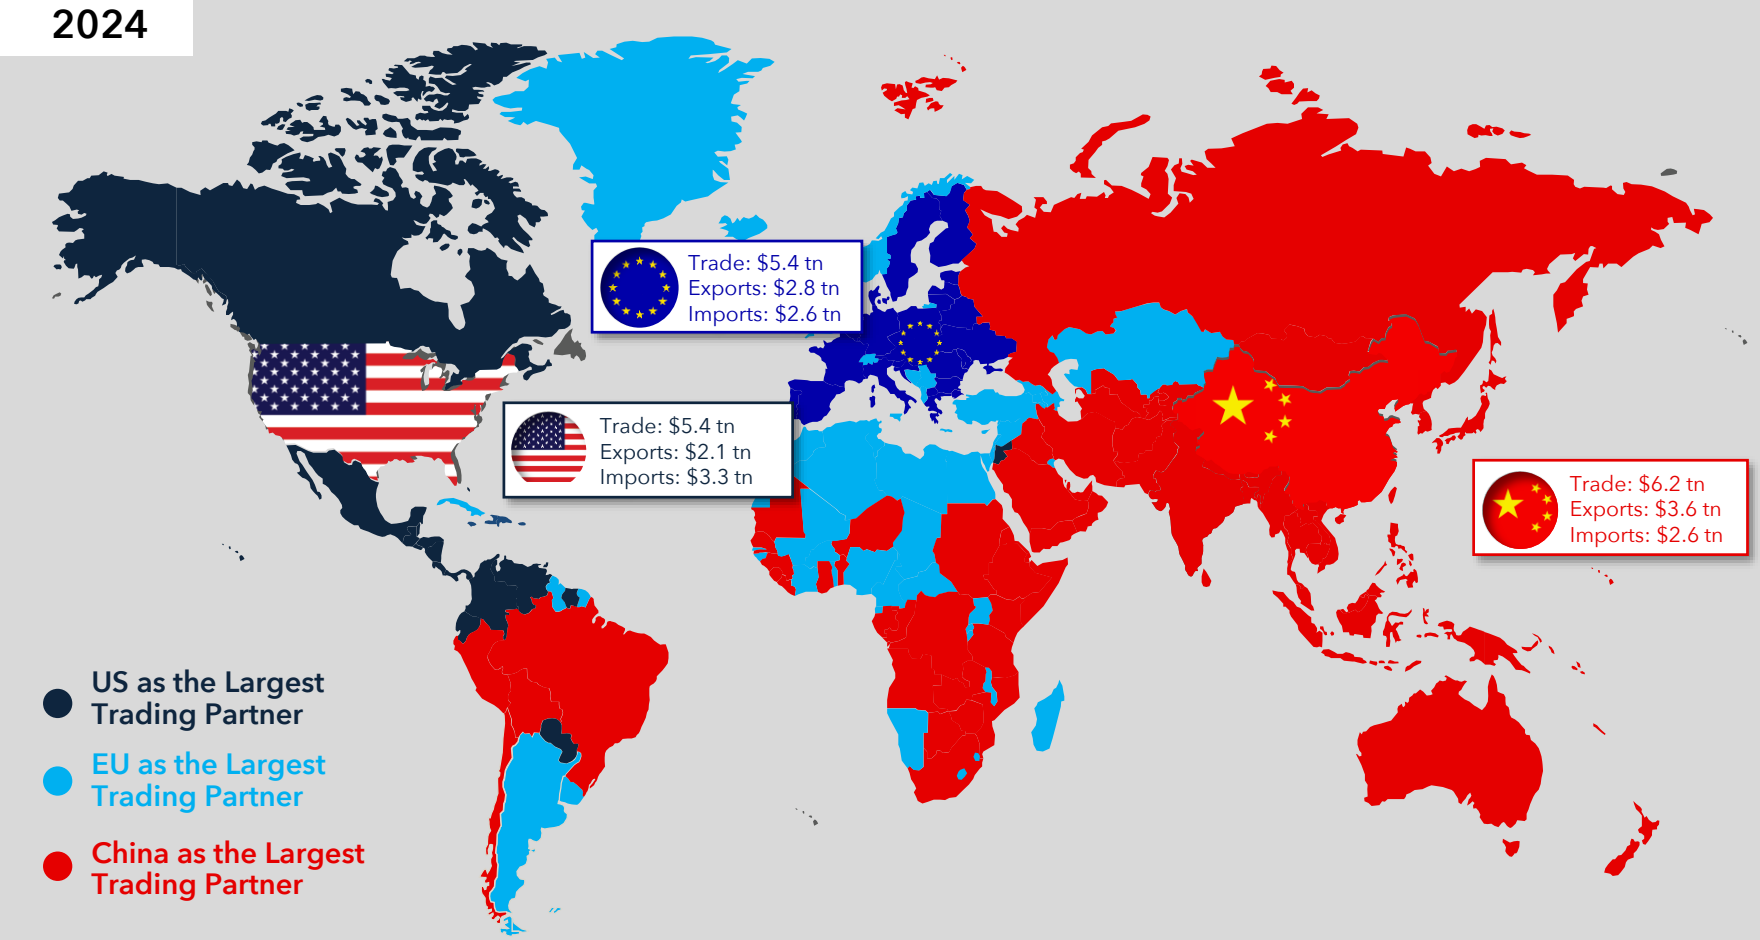 2024
Trade: $5.4 tn
Exports: $2.8 tn
Imports: $2.6 tn
Trade: $5.4 tn
Exports: $2.1 tn
Imports: $3.3 tn
Trade: $6.2 tn
Exports: $3.6 tn
Imports: $2.6 tn
US as the Largest
Trading Partner
EU as the Largest
Trading Partner
China as the Largest
Trading Partner